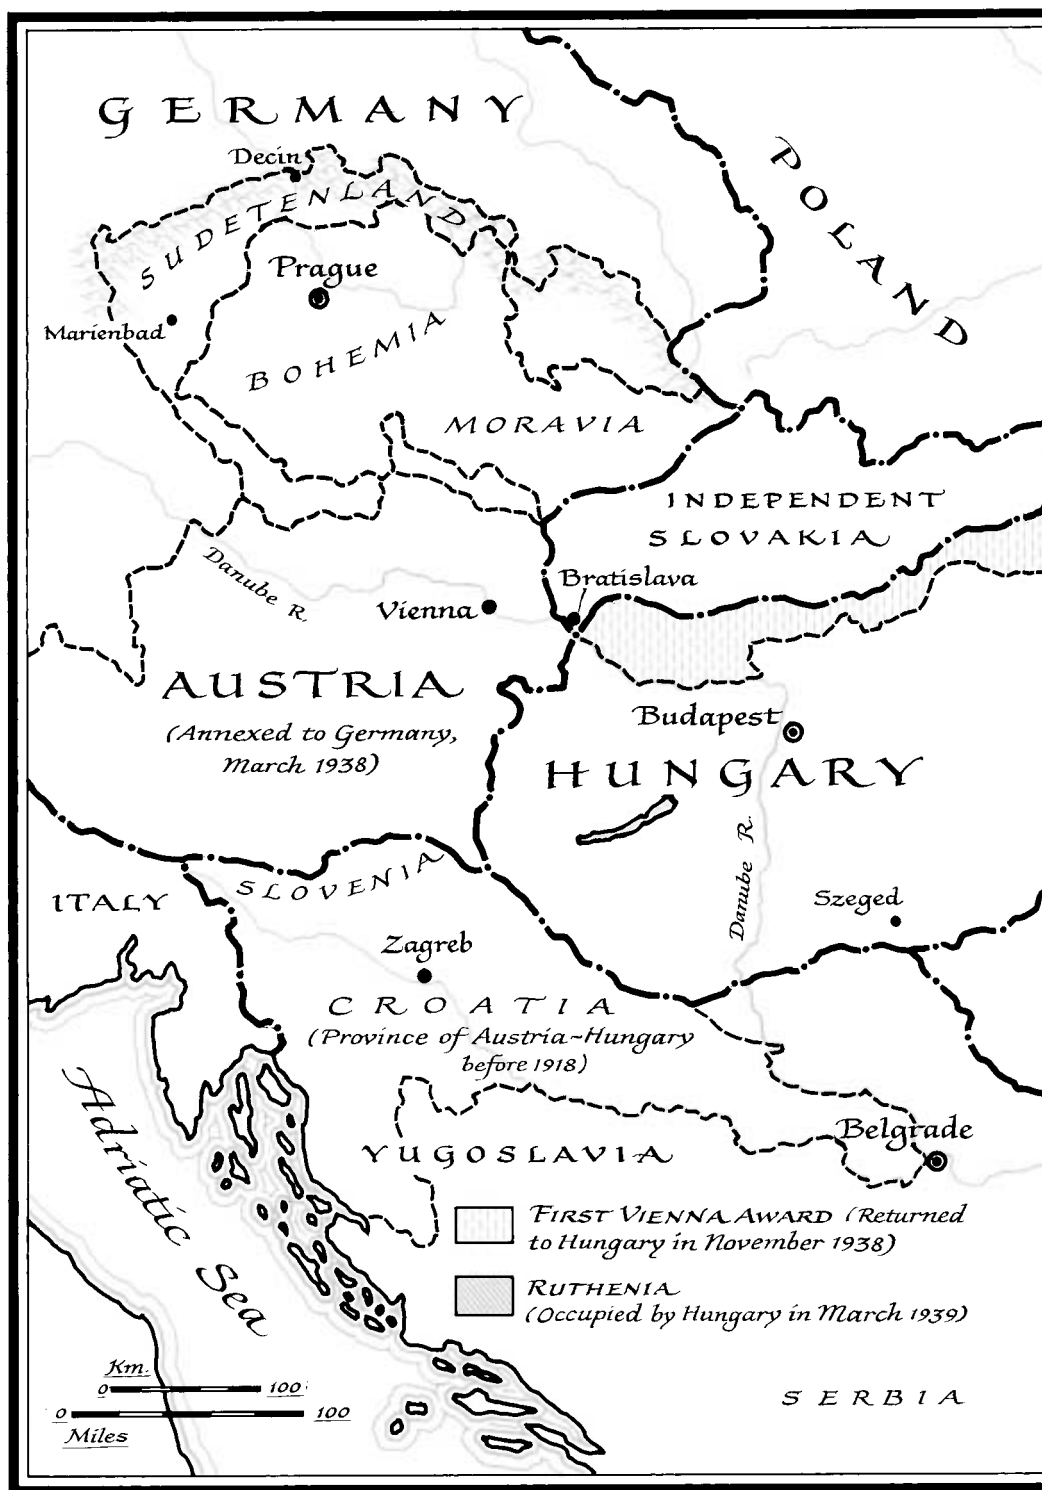 GERMANY
POLAND
Decin
SUDETENLAND
Prague
Marienbad
BOHEMIA
MORAVIA
INDEPENDENT
SLOVAKIA
Danube R.
Bratislava
Vienna
AUSTRIA
(Annexed to Germany,
March 1938)
Budapest
HUNGARY
Danube R.
SLOVENIA
ITALY
Szeged
Zagreb
CROATIA
(Province of Austria-Hungary
before 1918)
Adriatic Sea
YUGOSLAVIA
Belgrade
FIRST VIENNA AWARD (Returned
to Hungary in November 1938)
RUTHENIA
(Occupied by Hungary in March 1939)
SERBIA
Km.
0 100
0 100
Miles